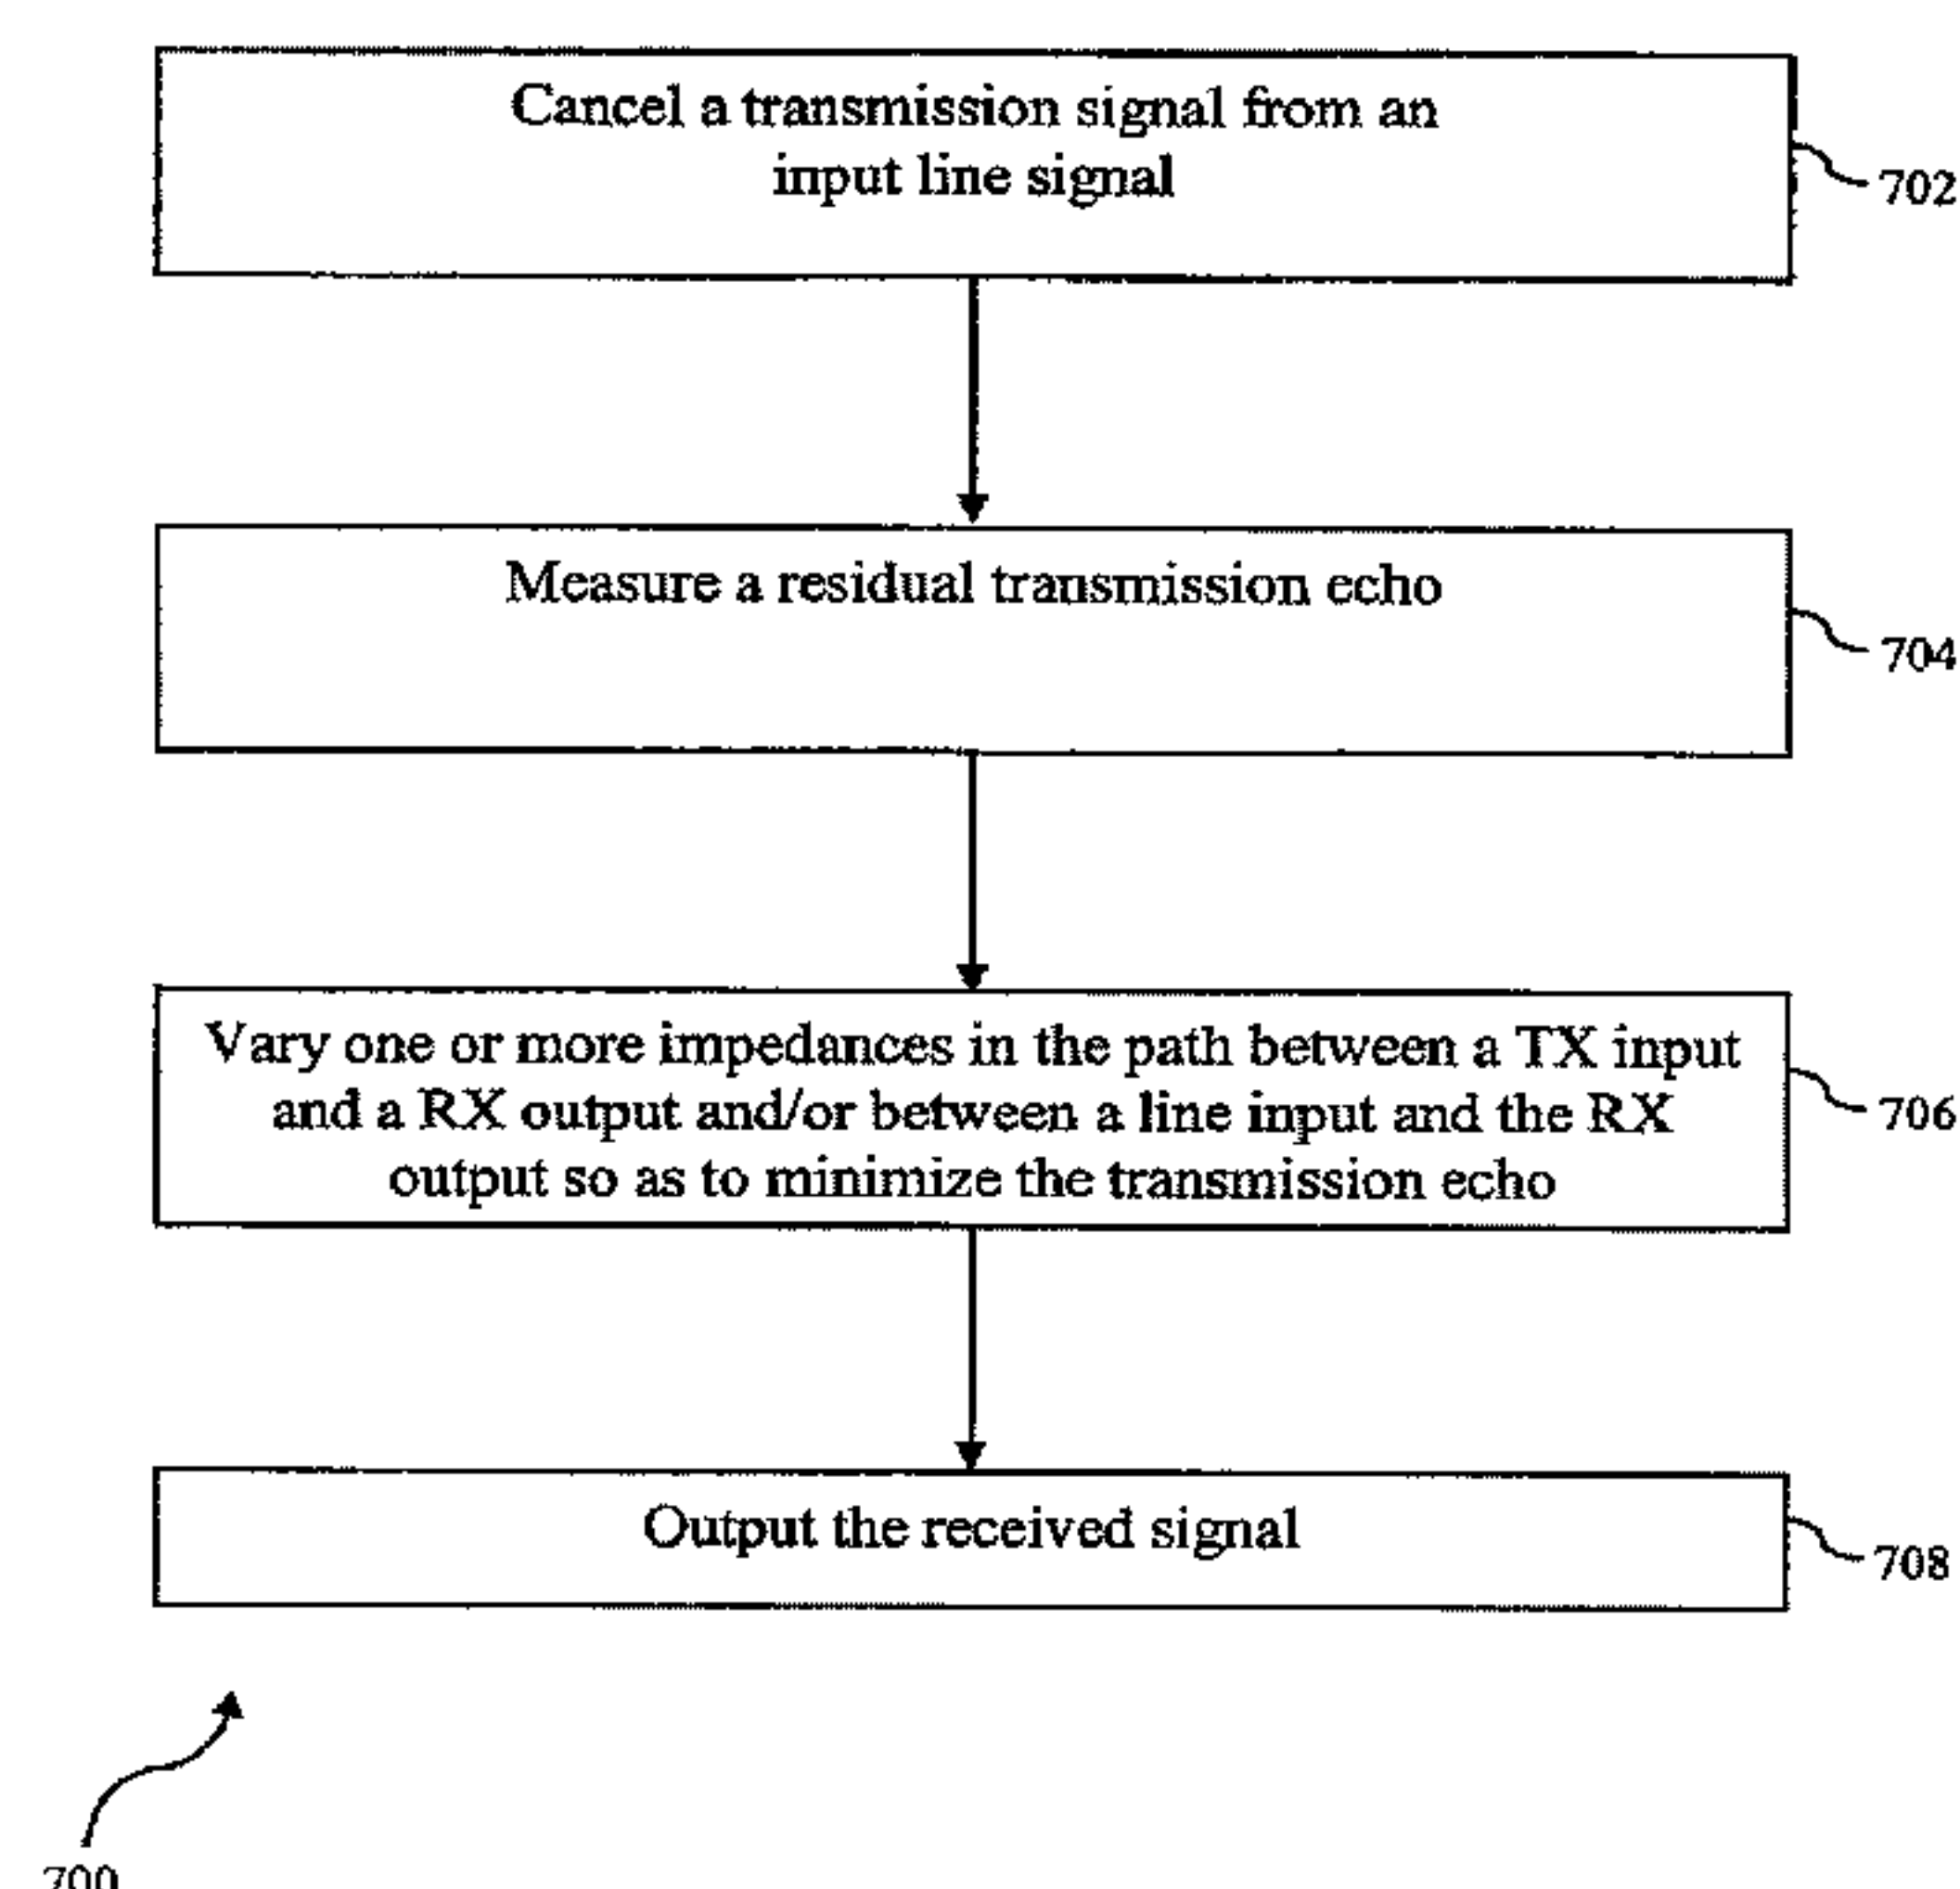 Cancel a transmission signal from an
input line signal
702
Measure a residual transmission echo
704
Vary one or more impedances in the path between a TX input
and a RX output and/or between a line input and the RX
output so as to minimize the transmission echo
706
Output the received signal
708
700